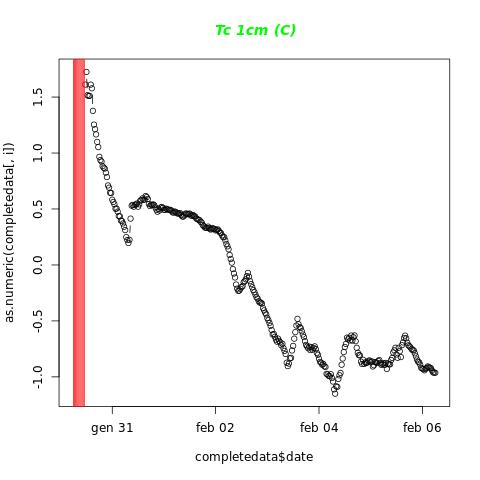 Tc 1cm (C)
as.numeric(completedata[, i])
1.5
1.0
0.5
0.0
-0.5
-1.0
gen 31
feb 02
feb 04
feb 06
completedata$date